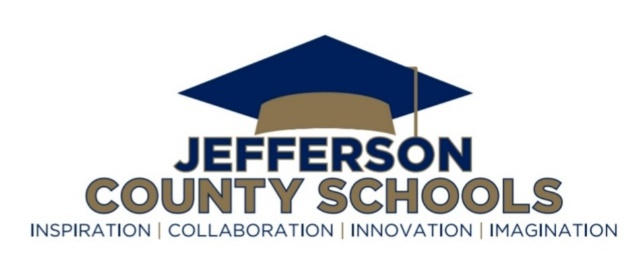 JEFFERSON
COUNTY SCHOOLS
INSPIRATION | COLLABORATION | INNOVATION | IMAGINATION